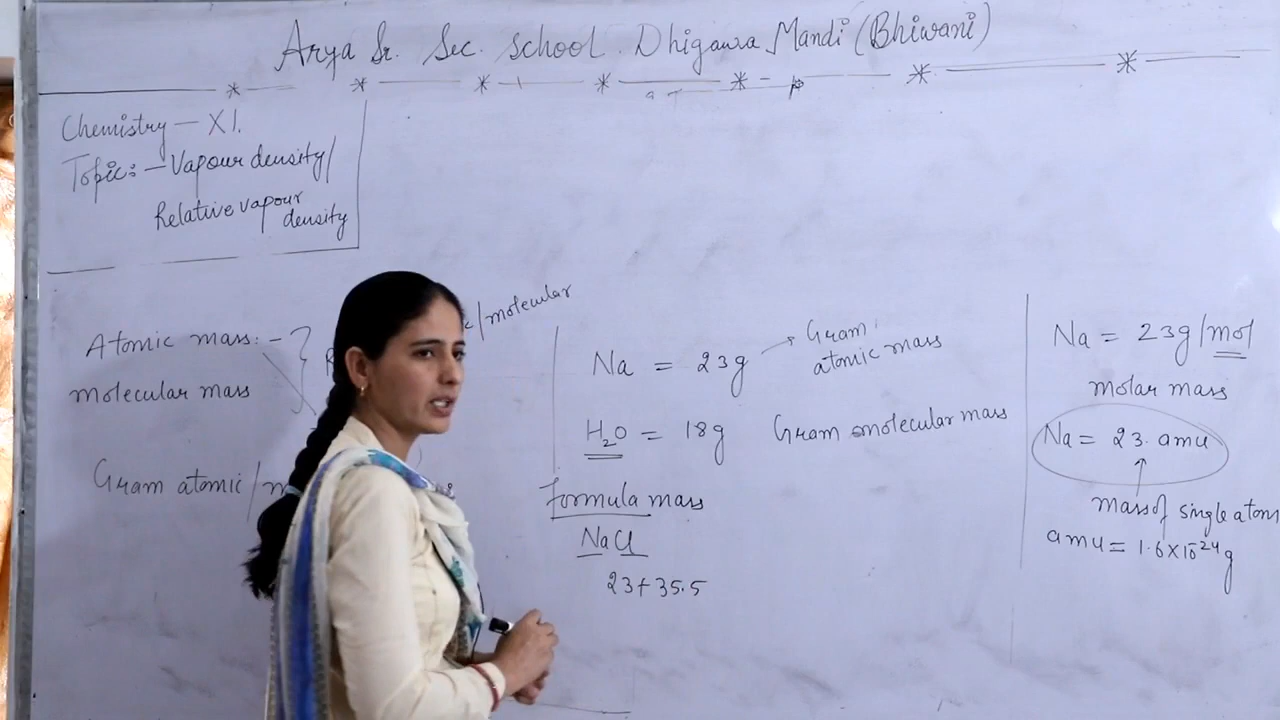 Arya Sr. Sec. School. Dhigawa Mandi (Bhiwani)
Chemistry – XI.
Topic: – Vapour density/
Relative vapour
density
Atomic mass: –
/molecular
molecular mass
Gram atomic /m
Na = 23g → Gram
atomic mass
H2O = 18g Gram molecular mass
Formula mass
NaCl
23+35.5
Na = 23g/mol
molar mass
Na = 23. amu
mass of single atom
amu = 1.6×10^24 g